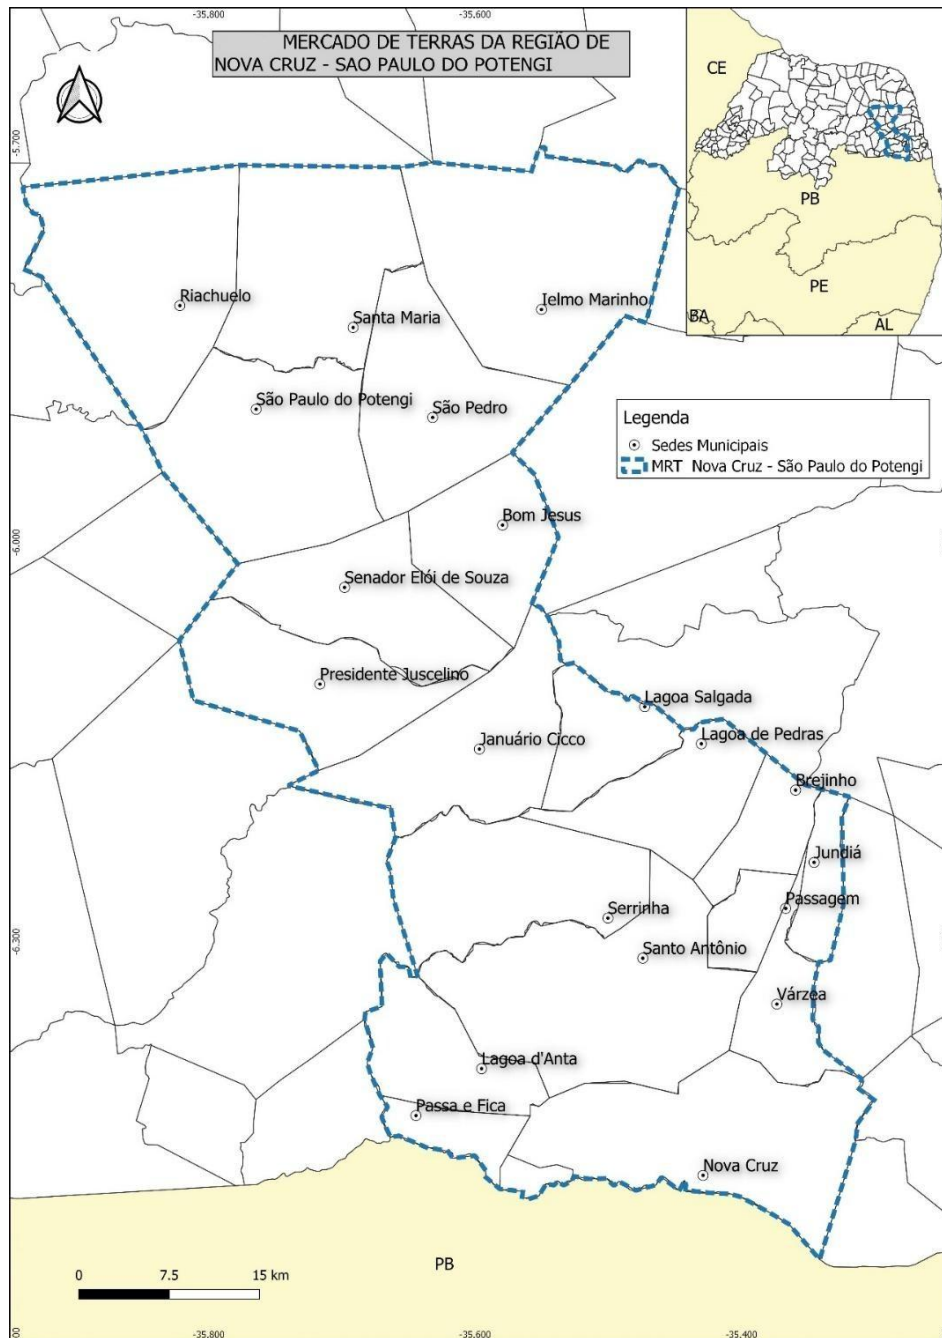 -35.800
-35.600
MERCADO DE TERRAS DA REGIÃO DE
NOVA CRUZ - SAO PAULO DO POTENGI
CE
PB
PE
BA
AL
-5.700
Riachuelo
Santa Maria
Ielmo Marinho
São Paulo do Potengi
São Pedro
Legenda
Sedes Municipais
MRT Nova Cruz - São Paulo do Potengi
-6.000
Bom Jesus
Senador Elói de Souza
Presidente Juscelino
Lagoa Salgada
Januário Cicco
Lagoa de Pedras
Brejinho
Jundiá
Passagem
-6.300
Serrinha
Santo Antônio
Várzea
Lagoa d'Anta
Passa e Fica
Nova Cruz
PB
0 7.5 15 km
-35.800
-35.600
-35.400